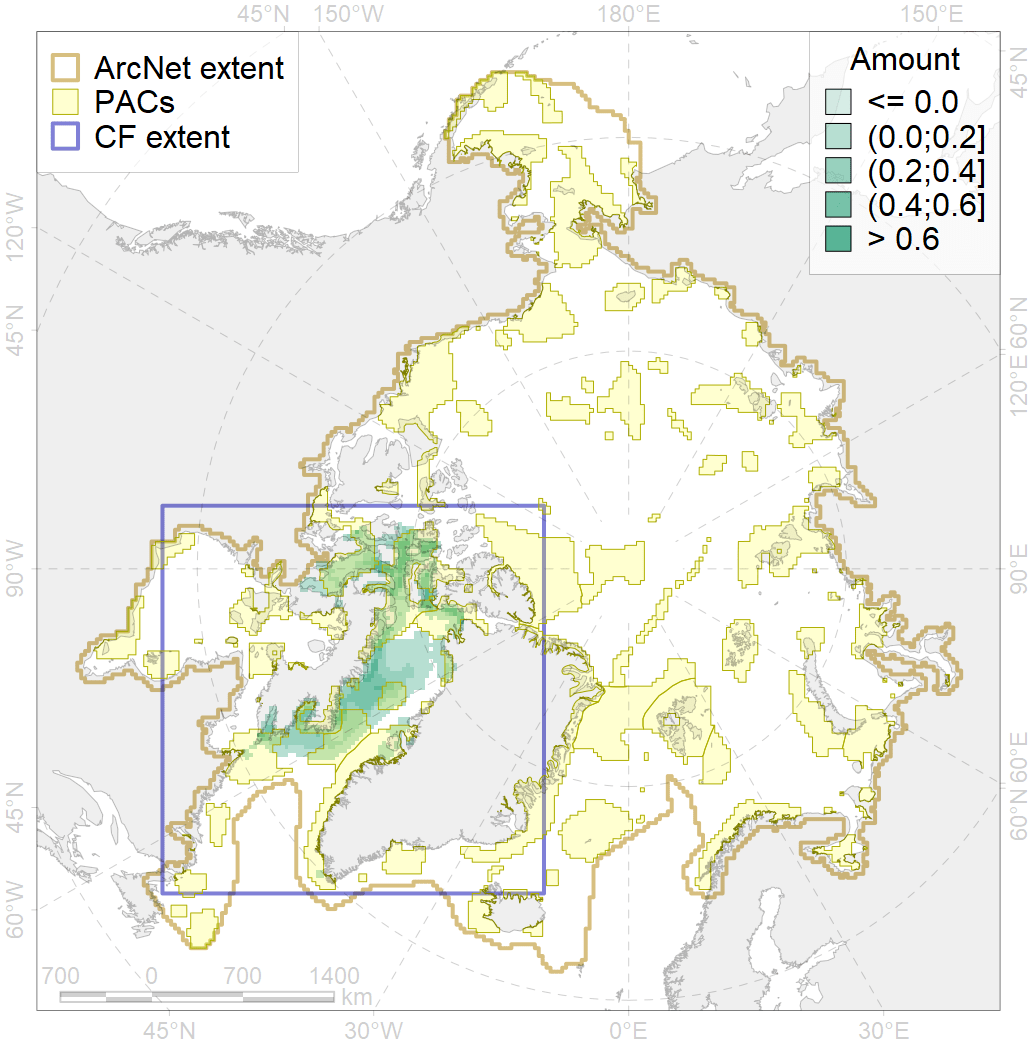 45°N 150°W 180°E 150°E
ArcNet extent
PACs
CF extent
Amount
<= 0.0
(0.0;0.2]
(0.2;0.4]
(0.4;0.6]
> 0.6
45°N
120°W
60°N
45°N
120°E
90°W
90°E
45°N
60°N
60°W
700 0 700 1400
km
45°N 30°W 0°E 30°E